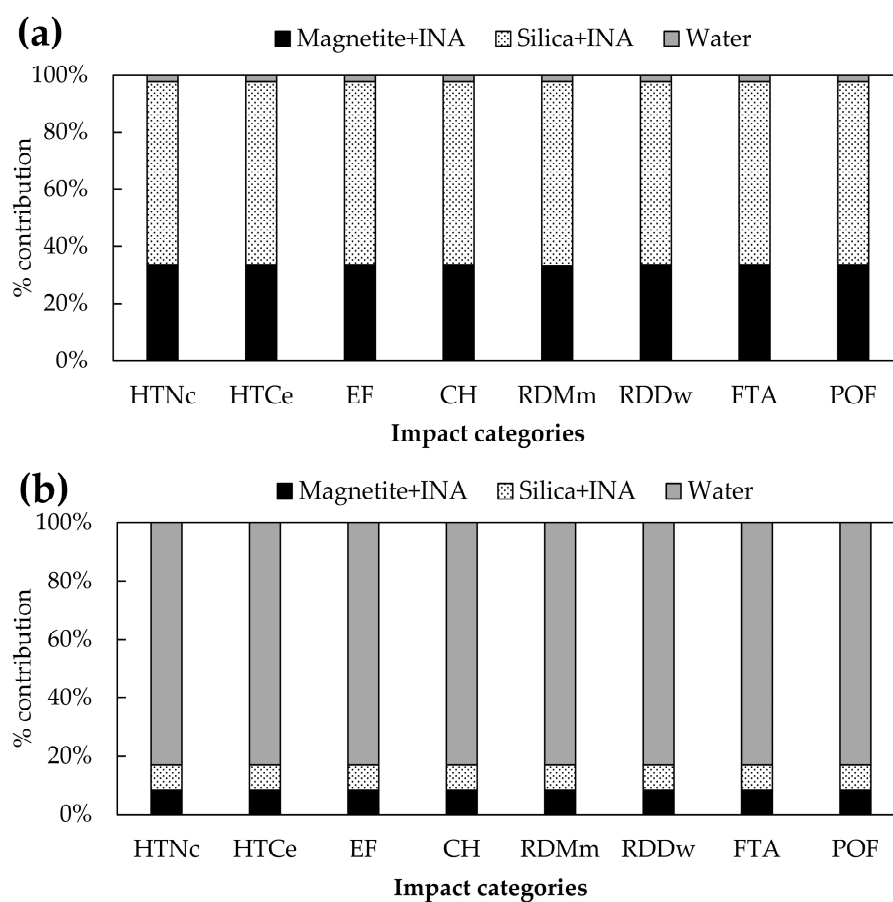 (a)
Magnetite+INA Silica+INA Water
100%
80%
60%
40%
20%
0%
% contribution
HTNc HTCe EF CH RDMm RDDw FTA POF
Impact categories
(b)
Magnetite+INA Silica+INA Water
100%
80%
60%
40%
20%
0%
% contribution
HTNc HTCe EF CH RDMm RDDw FTA POF
Impact categories